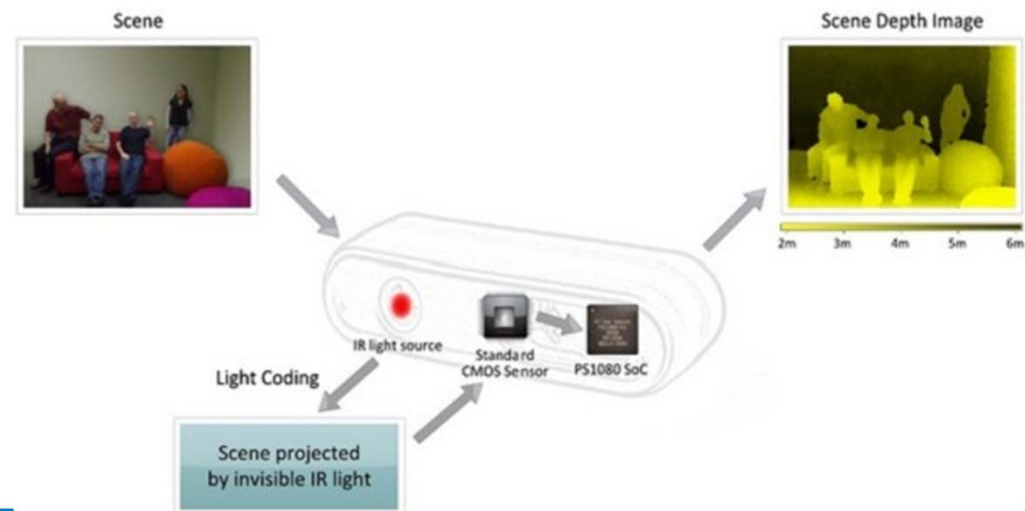 Scene
Scene Depth Image
2m 3m 4m 5m 6m
IR light source
Standard
CMOS Sensor
PS1080 SoC
Light Coding
Scene projected
by invisible IR light